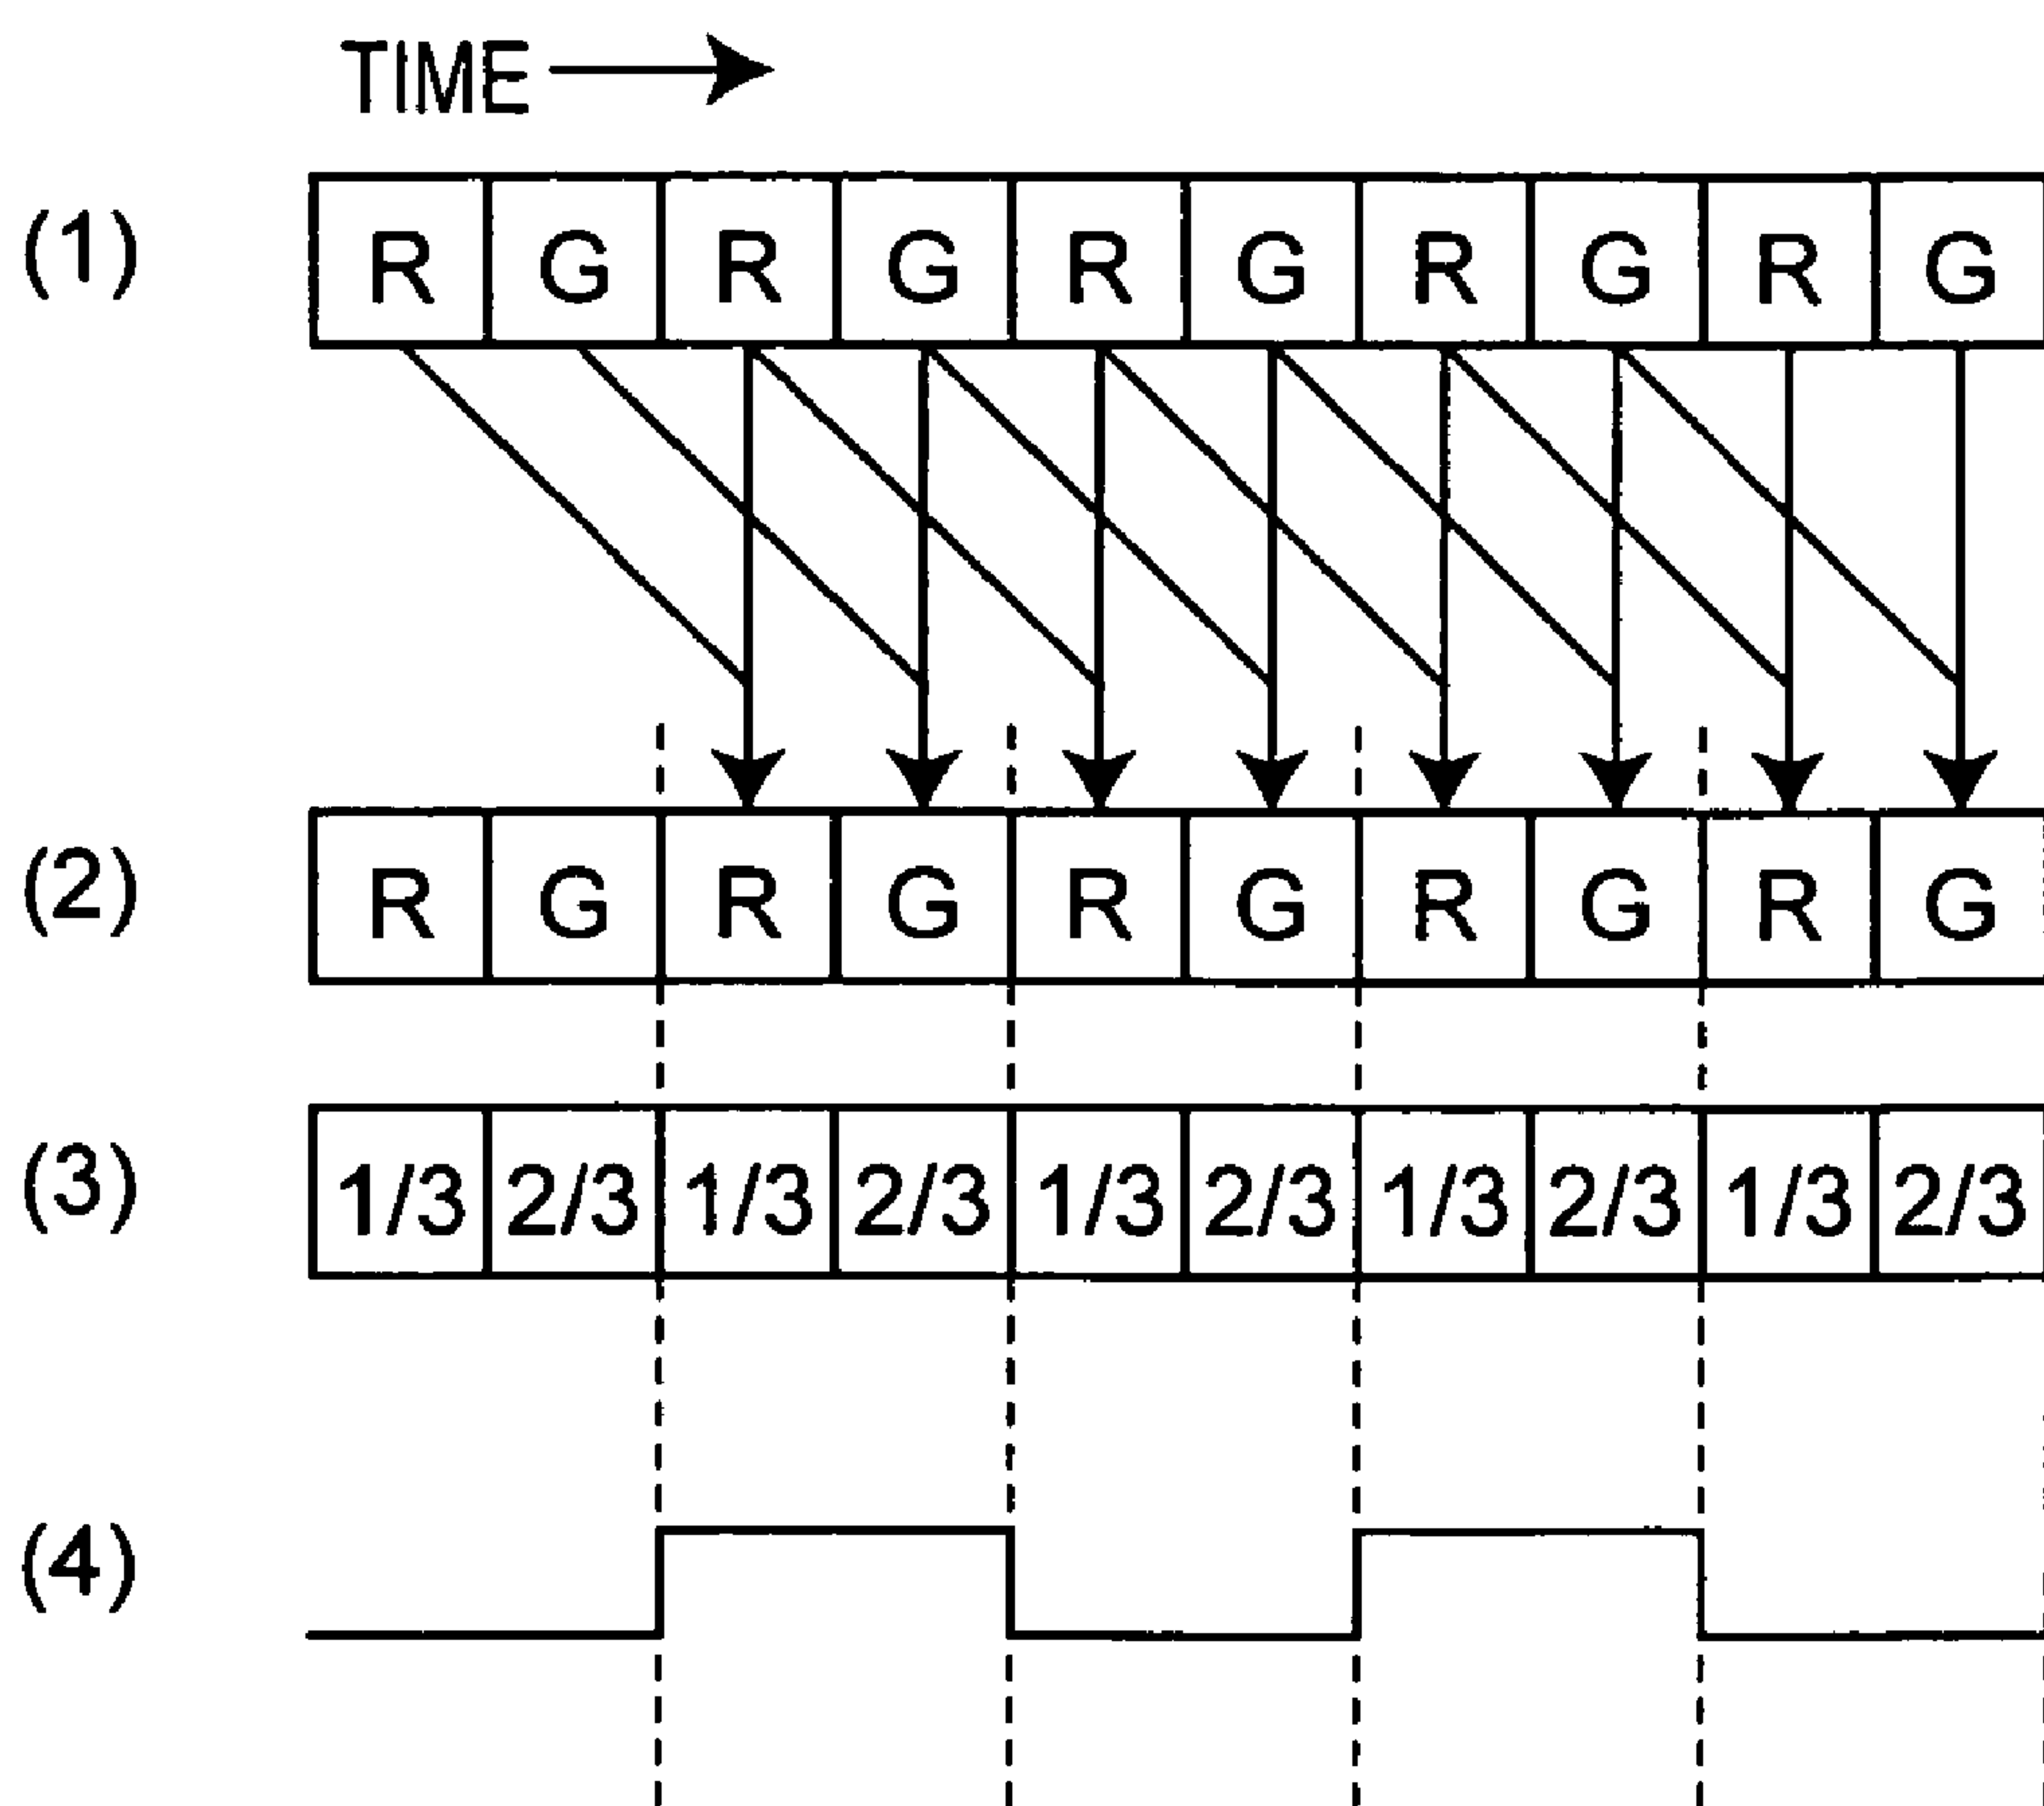 TIME
(1) R G R G R G R G R G
(2) R G R G R G R G R G
(3) 1/3 2/3 1/3 2/3 1/3 2/3 1/3 2/3 1/3 2/3
(4)